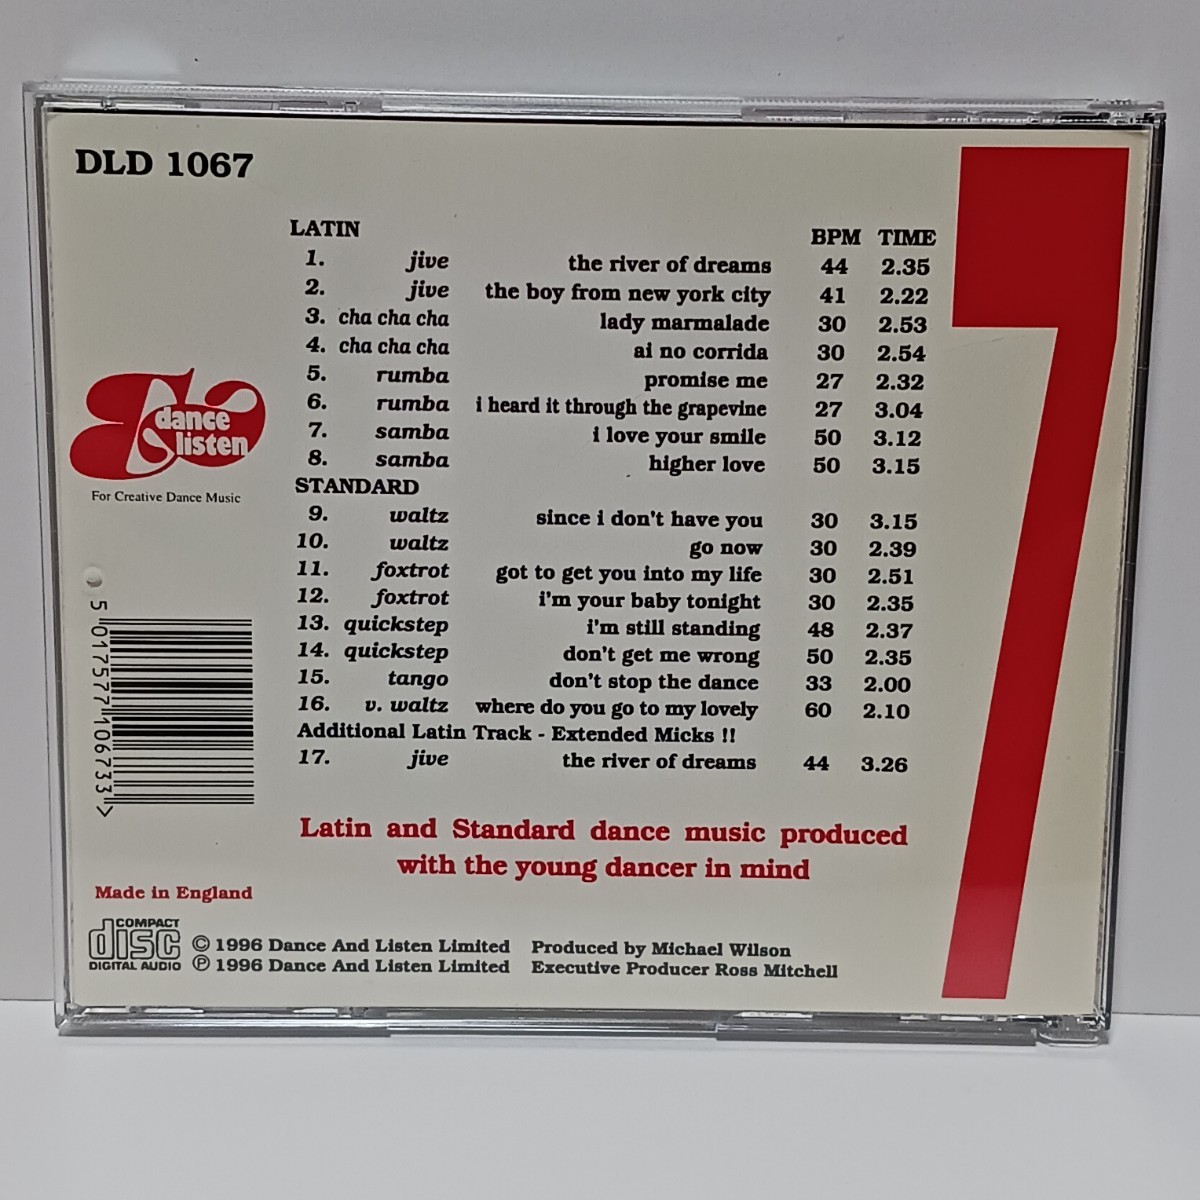 DLD 1067
7
LATIN BPM TIME
1. jive the river of dreams 44 2.35
2. jive the boy from new york city 41 2.22
3. cha cha cha lady marmalade 30 2.53
4. cha cha cha ai no corrida 30 2.54
5. rumba promise me 27 2.32
6. rumba i heard it through the grapevine 27 3.04
7. samba i love your smile 50 3.12
8. samba higher love 50 3.15
STANDARD
9. waltz since i don't have you 30 3.15
10. waltz go now 30 2.39
11. foxtrot got to get you into my life 30 2.51
12. foxtrot i'm your baby tonight 30 2.35
13. quickstep i'm still standing 48 2.37
14. quickstep don't get me wrong 50 2.35
15. tango don't stop the dance 33 2.00
16. v. waltz where do you go to my lovely 60 2.10
Additional Latin Track - Extended Micks !!
17. jive the river of dreams 44 3.26
dance
& listen
For Creative Dance Music
5 017577 106733 >
Latin and Standard dance music produced
with the young dancer in mind
Made in England
COMPACT
disc
DIGITAL AUDIO
© 1996 Dance And Listen Limited Produced by Michael Wilson
℗ 1996 Dance And Listen Limited Executive Producer Ross Mitchell